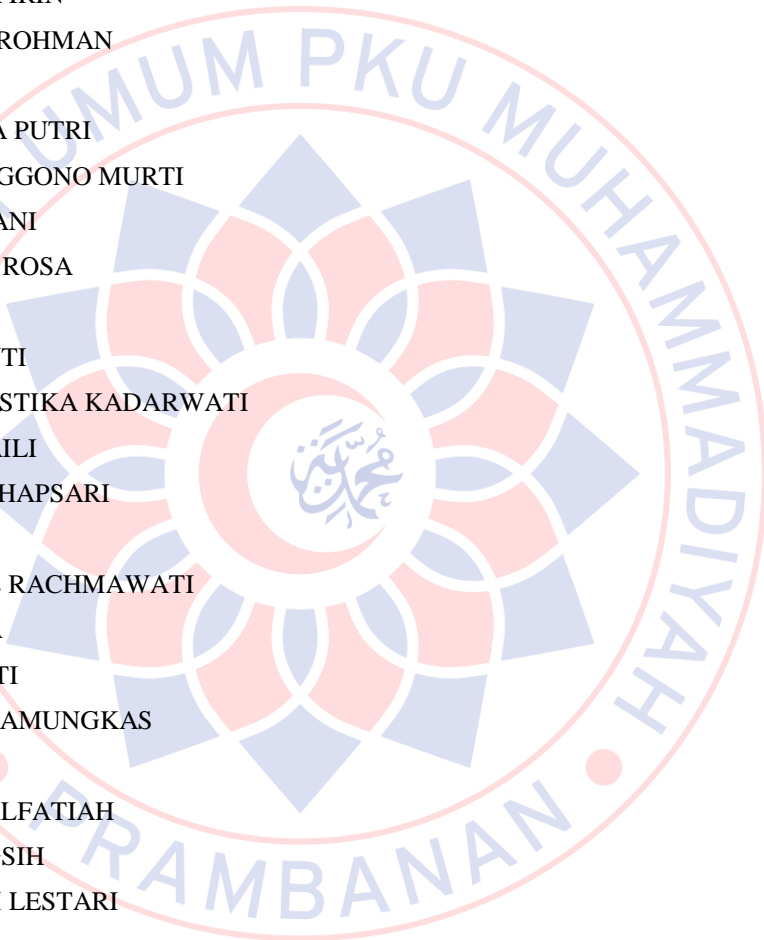 ROHMAN
A PUTRI
GGONO MURTI
ANI
ROSA
TI
STIKA KADARWATI
ILI
HAPSARI
RACHMAWATI
A
TI
AMUNGKAS
LFATIAH
SIH
LESTARI
UMUM PKU MUHAMMADIYAH
PRAMBANAN
محمدية